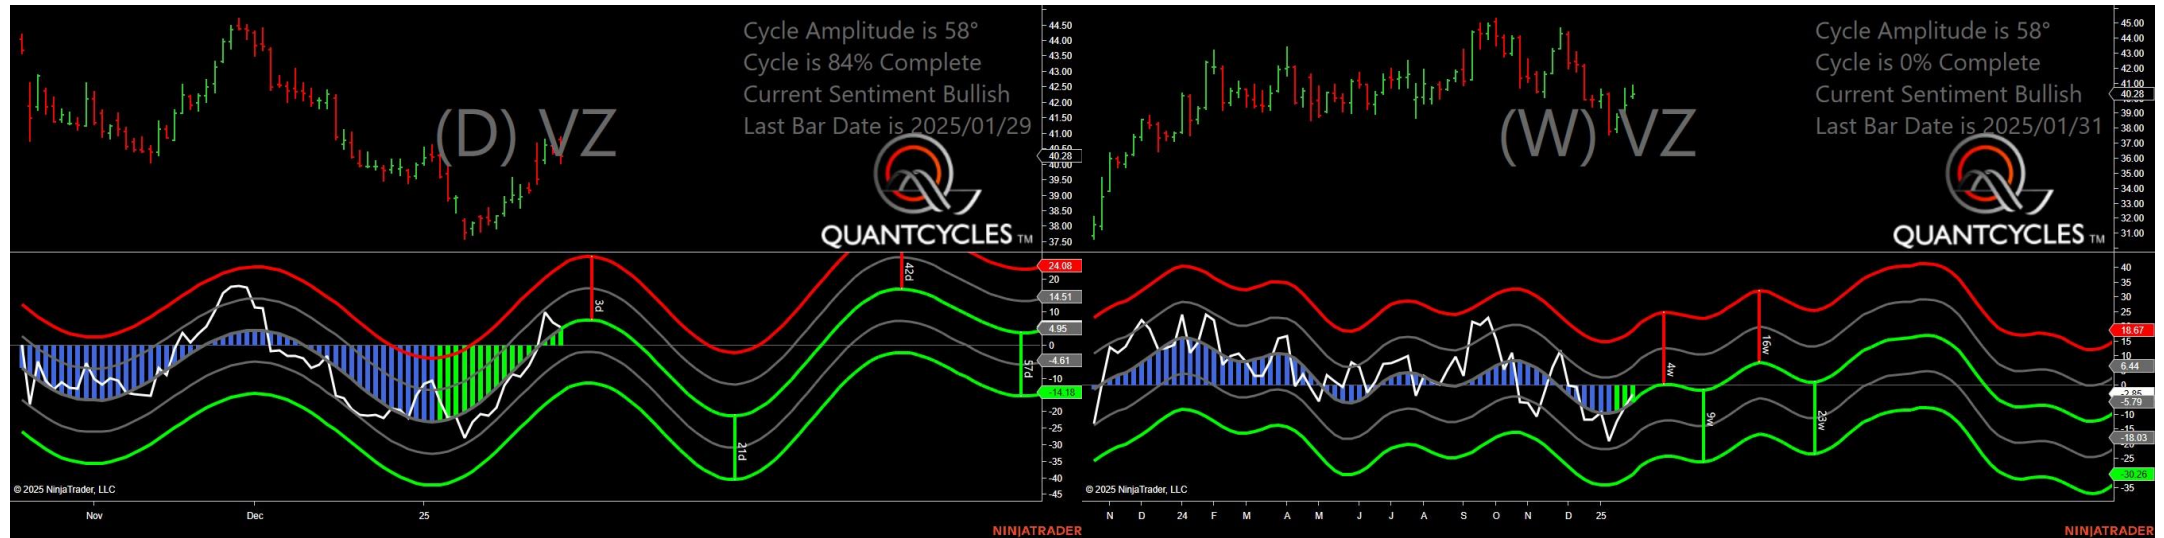 Cycle Amplitude is 58°
Cycle is 84% Complete
Current Sentiment Bullish
Last Bar Date is 2025/01/29
(D) VZ
QUANTCYCLES TM
44.50
44.00
43.50
43.00
42.50
42.00
41.50
41.00
40.28
40.00
39.50
39.00
38.50
38.00
37.50
24.08
20
14.51
10
4.95
0
-4.61
-10
-14.18
-20
-25
-30
-35
-40
-45
3d
21d
42d
57d
© 2025 NinjaTrader, LLC
Nov
Dec
25
NINJATRADER
Cycle Amplitude is 58°
Cycle is 0% Complete
Current Sentiment Bullish
Last Bar Date is 2025/01/31
(W) VZ
QUANTCYCLES TM
45.00
44.00
43.00
42.00
41.00
40.28
39.00
38.00
37.00
36.00
35.00
34.00
33.00
32.00
31.00
40
35
30
25
18.67
15
10
6.44
0
-5.79
-10
-15
-18.03
-25
-30.26
-35
4w
9w
16w
23w
© 2025 NinjaTrader, LLC
N
D
24
F
M
A
M
J
J
A
S
O
N
D
25
NINJATRADER